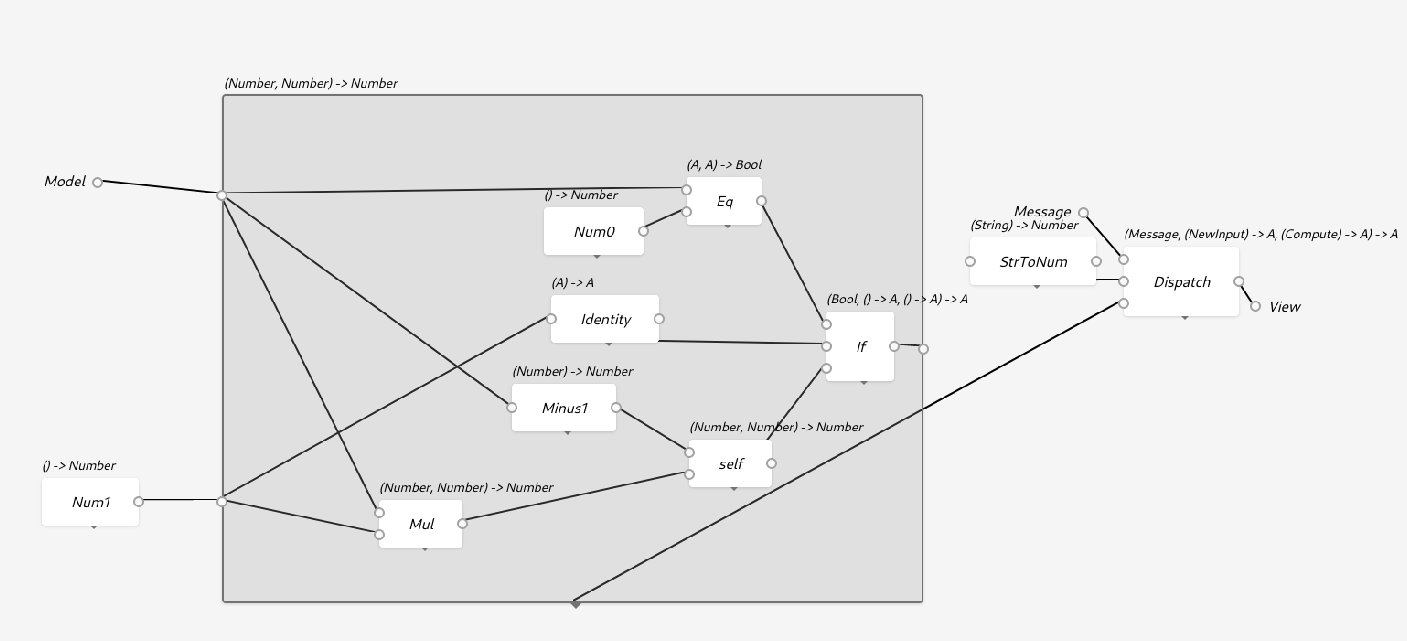 (Number, Number) -> Number
Model
(A, A) -> Bool
Eq
() -> Number
Num0
(A) -> A
Identity
(Bool, () -> A, () -> A) -> A
If
(Number) -> Number
Minus1
(Number, Number) -> Number
self
(Number, Number) -> Number
Mul
() -> Number
Num1
Message
(String) -> Number
StrToNum
(Message, (NewInput) -> A, (Compute) -> A) -> A
Dispatch
View